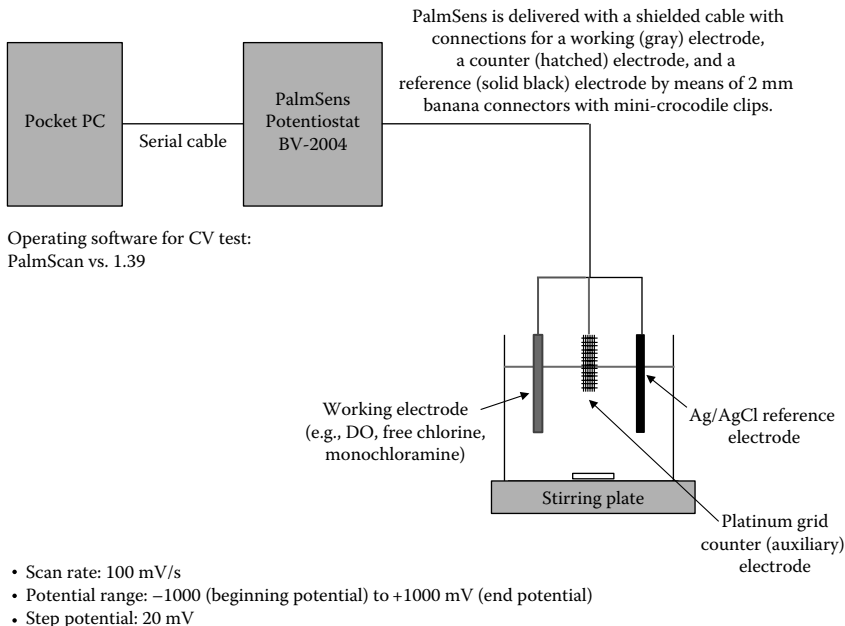 PalmSens is delivered with a shielded cable with
connections for a working (gray) electrode,
a counter (hatched) electrode, and a
reference (solid black) electrode by means of 2 mm
banana connectors with mini-crocodile clips.
Pocket PC
Serial cable
PalmSens
Potentiostat
BV-2004
Operating software for CV test:
PalmScan vs. 1.39
Working electrode
(e.g., DO, free chlorine,
monochloramine)
Ag/AgCl reference
electrode
Stirring plate
Platinum grid
counter (auxiliary)
electrode
• Scan rate: 100 mV/s
• Potential range: –1000 (beginning potential) to +1000 mV (end potential)
• Step potential: 20 mV